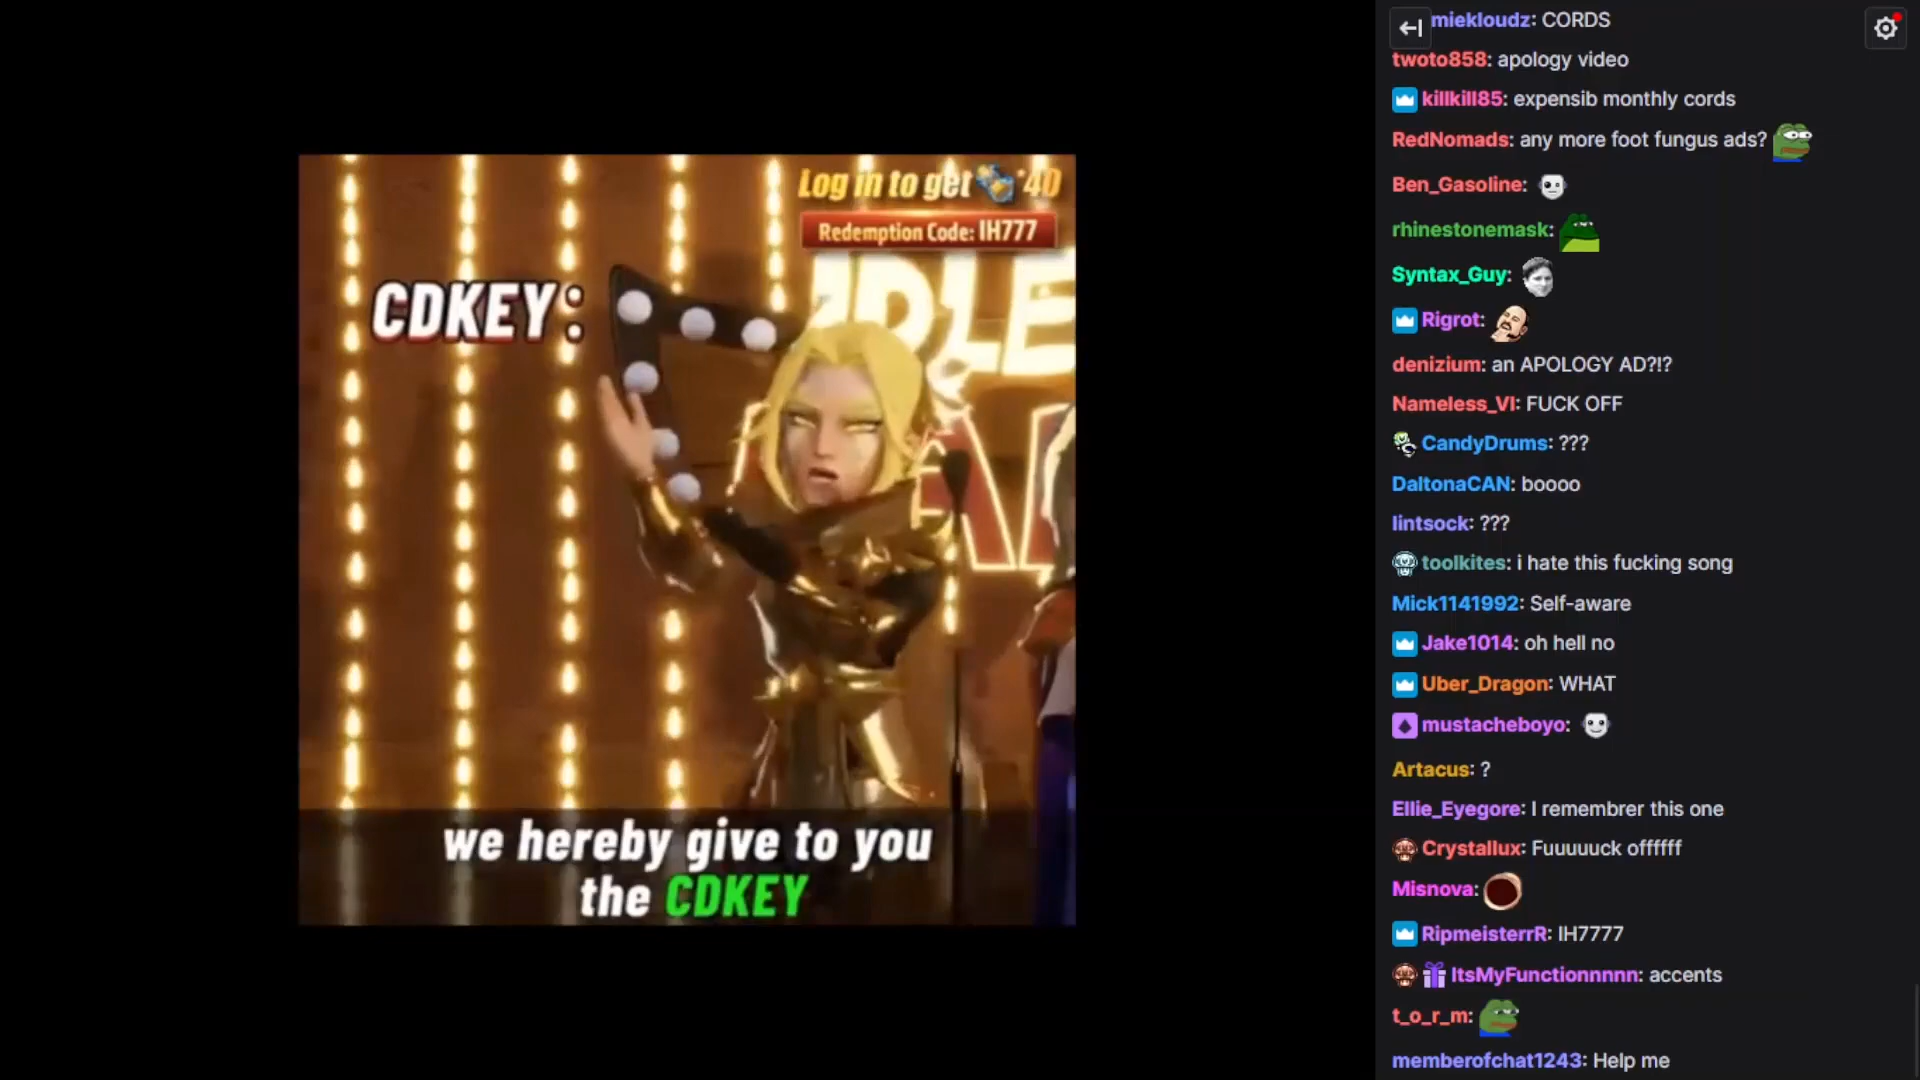 Log in to get *40
Redemption Code: IH777
CDKEY:
IDLE
we hereby give to you
the CDKEY
miekloudz: CORDS
twoto858: apology video
killkill85: expensib monthly cords
RedNomads: any more foot fungus ads?
Ben_Gasoline:
rhinestonemask:
Syntax_Guy:
Rigrot:
denizium: an APOLOGY AD?!?
Nameless_VI: FUCK OFF
CandyDrums: ???
DaltonaCAN: boooo
lintsock: ???
toolkites: i hate this fucking song
Mick1141992: Self-aware
Jake1014: oh hell no
Uber_Dragon: WHAT
mustacheboyo:
Artacus: ?
Ellie_Eyegore: I remembrer this one
Crystallux: Fuuuuuck offfffff
Misnova:
RipmeisterrR: IH7777
ItsMyFunctionnnnn: accents
t_o_r_m:
memberofchat1243: Help me